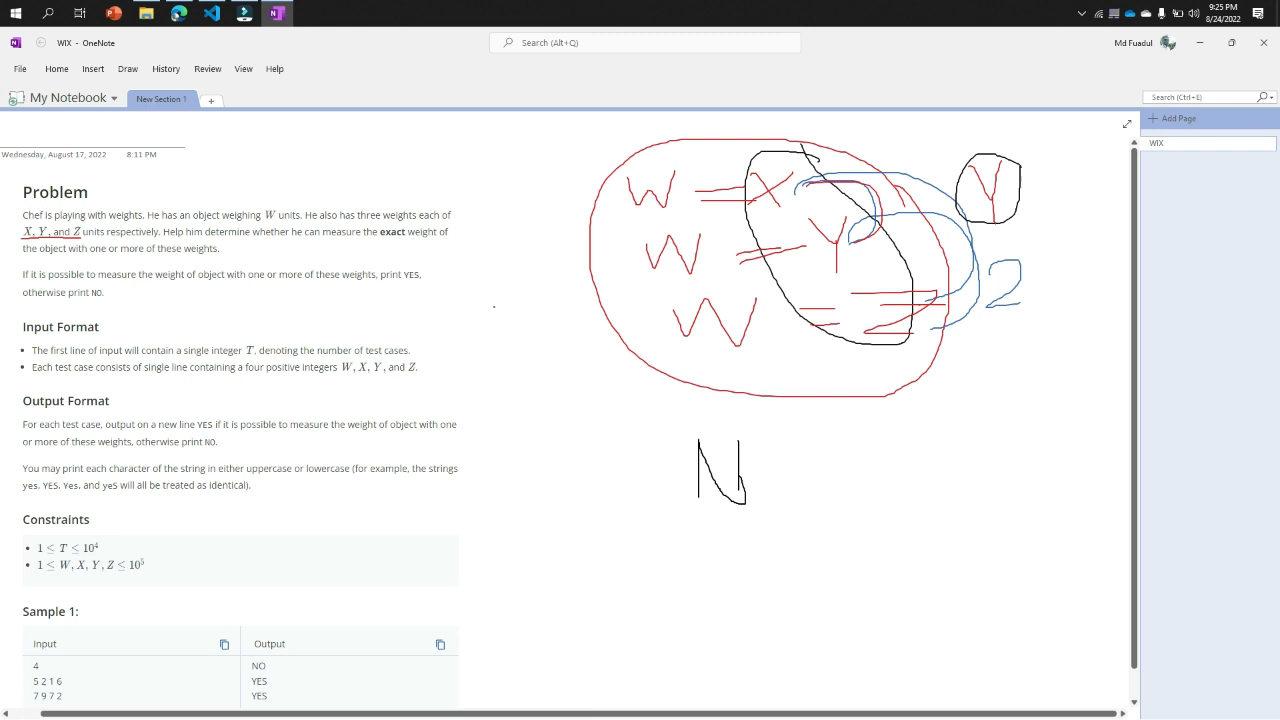 9:25 PM
8/24/2022
WIX - OneNote
Search (Alt+Q)
Md Fuadul
File Home Insert Draw History Review View Help
My Notebook
New Section 1
+
Search (Ctrl+E)
+ Add Page
WIX
Wednesday, August 17, 2022 8:11 PM
Problem
Chef is playing with weights. He has an object weighing W units. He also has three weights each of
X, Y, and Z units respectively. Help him determine whether he can measure the exact weight of
the object with one or more of these weights.
If it is possible to measure the weight of object with one or more of these weights, print YES,
otherwise print NO.
Input Format
• The first line of input will contain a single integer T, denoting the number of test cases.
• Each test case consists of single line containing a four positive integers W, X, Y, and Z.
Output Format
For each test case, output on a new line YES if it is possible to measure the weight of object with one
or more of these weights, otherwise print NO.
You may print each character of the string in either uppercase or lowercase (for example, the strings
yes, YES, Yes, and yeS will all be treated as identical).
Constraints
• 1 ≤ T ≤ 10^4
• 1 ≤ W, X, Y, Z ≤ 10^5
Sample 1:
Input Output
4 NO
5 2 1 6 YES
7 9 7 2 YES
W = X
W = Y
W = Z
Y
2
N